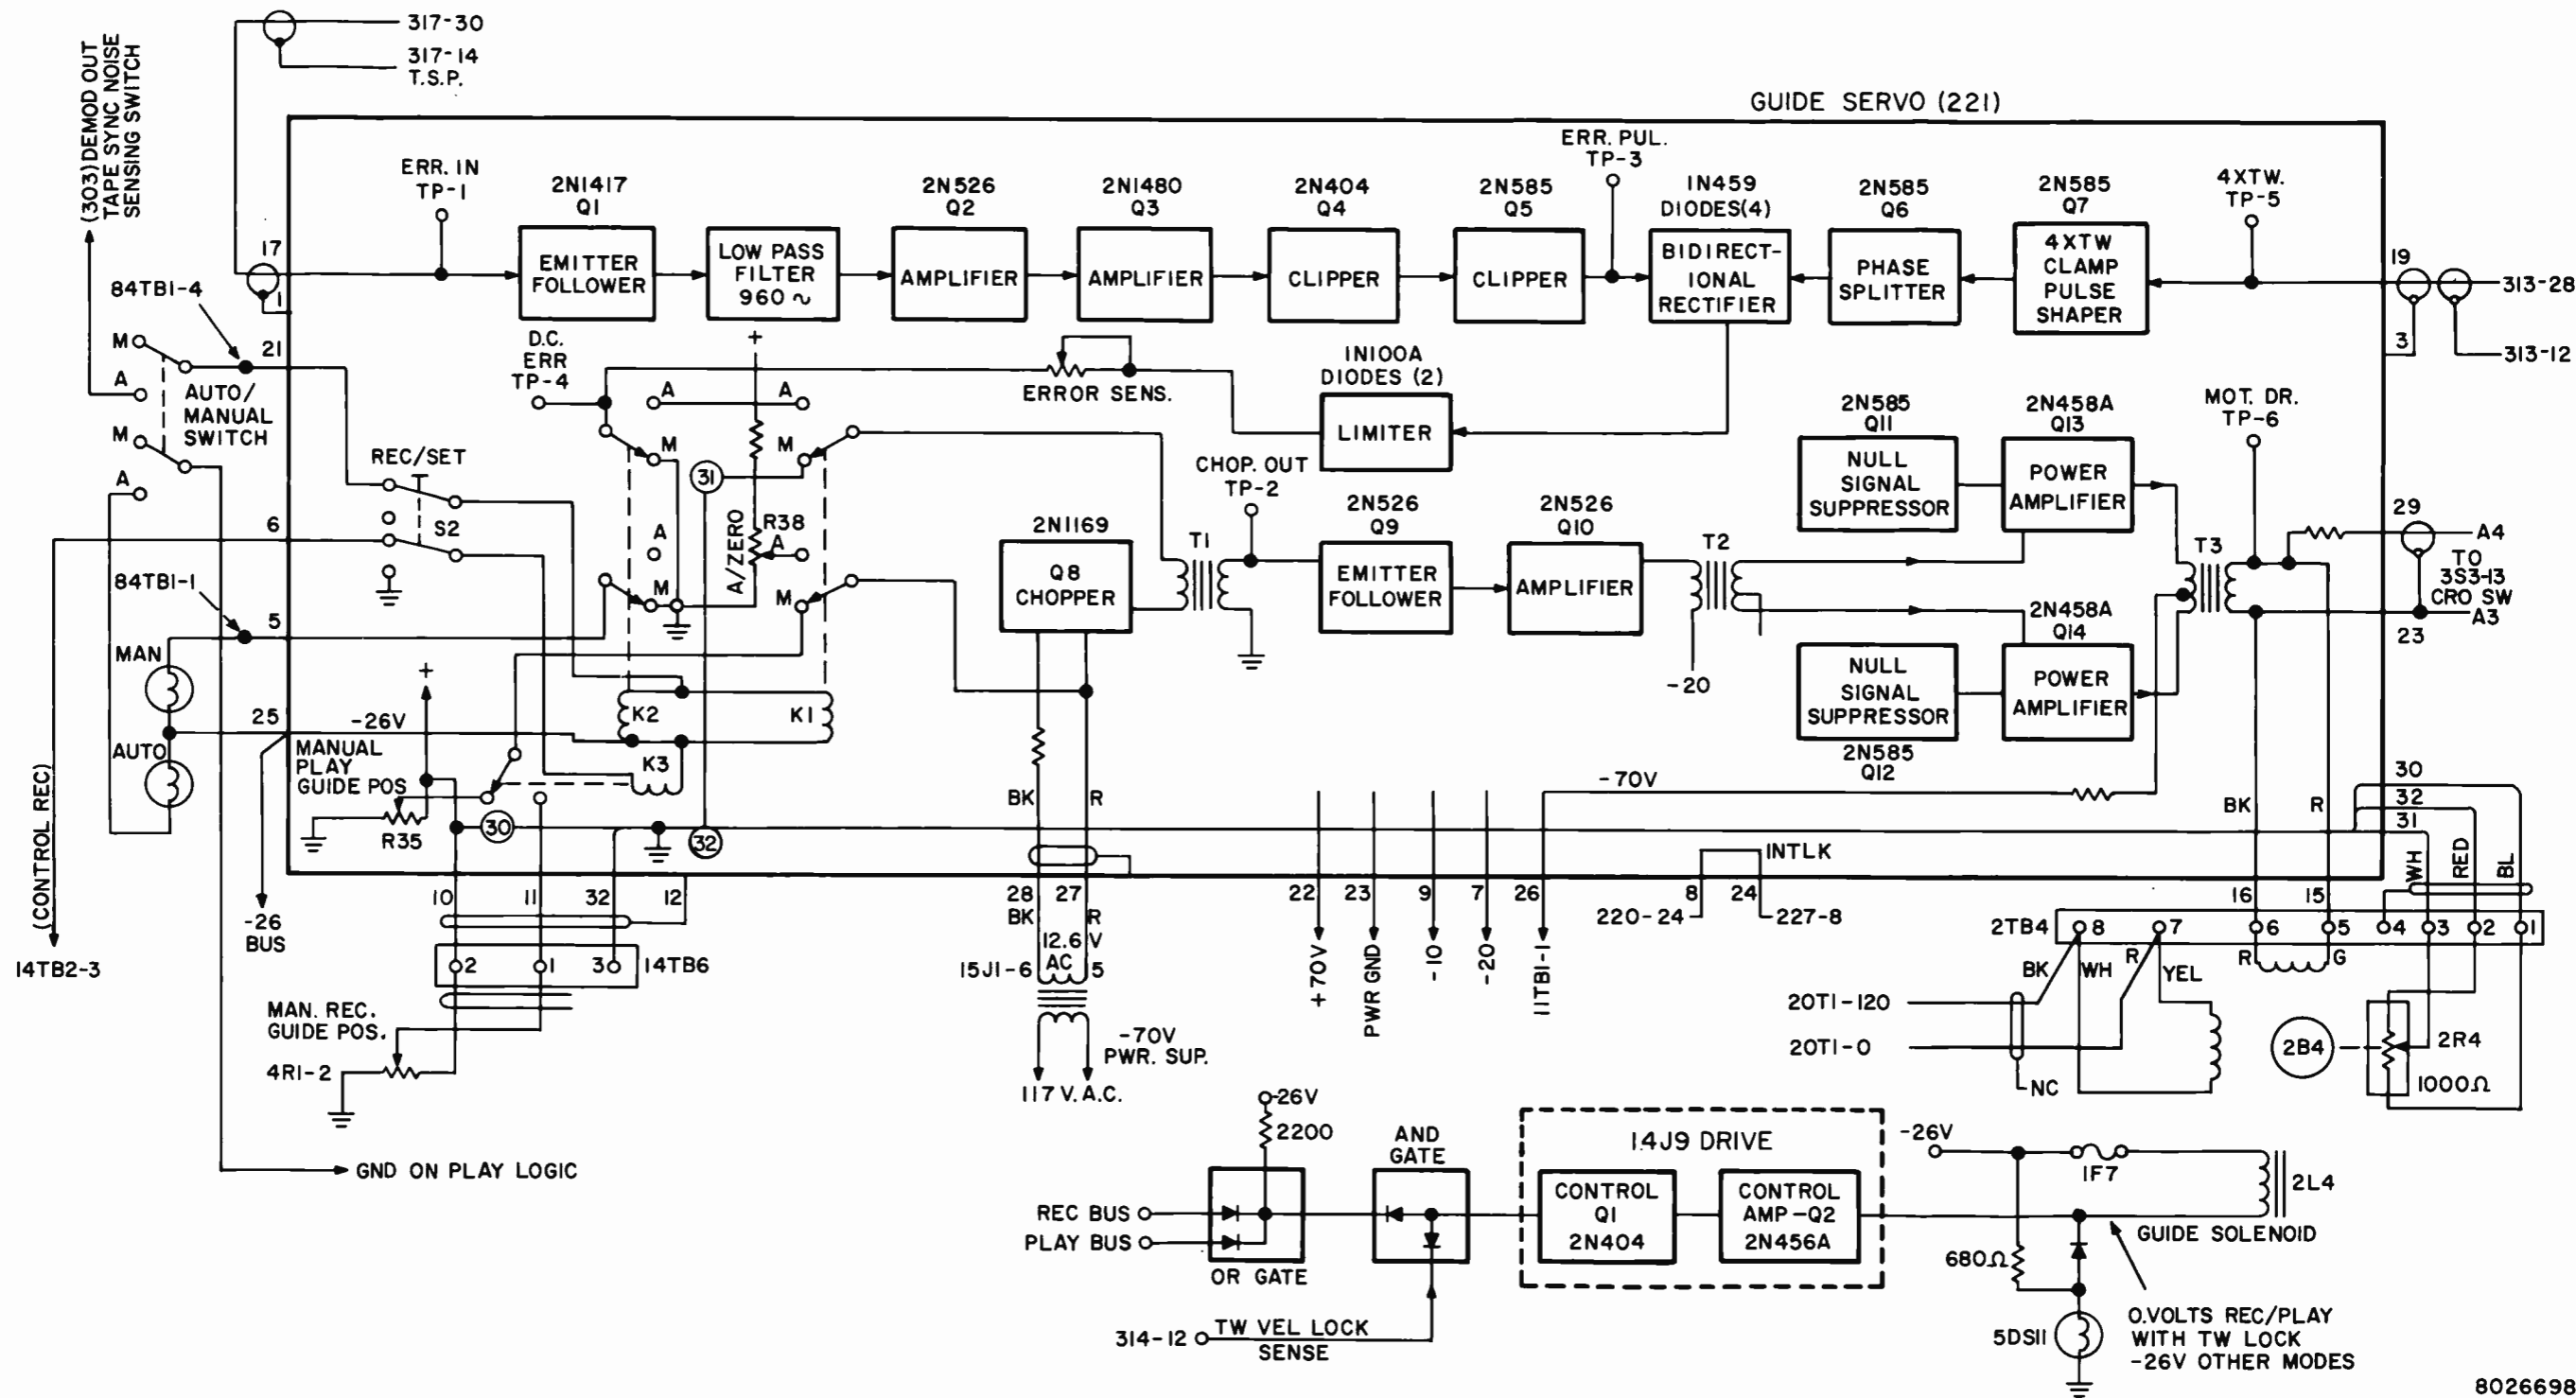 317-30
317-14
T.S.P.
(303) DEMOD OUT
TAPE SYNC NOISE
SENSING SWITCH
GUIDE SERVO (221)
ERR. IN
TP-1
2N1417
Q1
EMITTER
FOLLOWER
LOW PASS
FILTER
960 ~
2N526
Q2
AMPLIFIER
2N1480
Q3
AMPLIFIER
2N404
Q4
CLIPPER
2N585
Q5
CLIPPER
ERR. PUL.
TP-3
1N459
DIODES(4)
BIDIRECT-
IONAL
RECTIFIER
2N585
Q6
PHASE
SPLITTER
2N585
Q7
4XTW
CLAMP
PULSE
SHAPER
4XTW.
TP-5
19
313-28
3
313-12
17
1
84TB1-4
21
M
A
M
A
AUTO/
MANUAL
SWITCH
REC/SET
S2
6
84TB1-1
5
MAN
AUTO
25
-26V
(CONTROL REC)
14TB2-3
-26
BUS
D.C.
ERR
TP-4
+
A
A
M
M
31
A
M
A/ZERO
R38
A
M
ERROR SENS.
1N100A
DIODES (2)
LIMITER
CHOP. OUT
TP-2
2N1169
Q8
CHOPPER
T1
2N526
Q9
EMITTER
FOLLOWER
2N526
Q10
AMPLIFIER
T2
-20
2N585
Q11
NULL
SIGNAL
SUPPRESSOR
2N458A
Q13
POWER
AMPLIFIER
2N458A
Q14
POWER
AMPLIFIER
NULL
SIGNAL
SUPPRESSOR
2N585
Q12
MOT. DR.
TP-6
T3
29
A4
TO
3S3-13
CRO SW
A3
23
+
K2
K1
K3
MANUAL
PLAY
GUIDE POS
R35
30
32
BK
R
-70V
INTLK
BK
R
30
32
31
WH
RED
BL
10
11
32
12
2
1
3
14TB6
MAN. REC.
GUIDE POS.
4R1-2
GND ON PLAY LOGIC
28
27
BK
R
12.6 V
AC
15J1-6
5
-70V
PWR. SUP.
117 V. A.C.
22
23
9
7
26
+70V
PWR GND
-10
-20
11TB1-1
8
24
220-24
227-8
16
15
2TB4
8
7
6
5
4
3
2
1
BK
WH
R
YEL
R
G
20T1-120
20T1-0
NC
2B4
2R4
1000Ω
-26V
2200
REC BUS
PLAY BUS
OR GATE
AND
GATE
314-12
TW VEL LOCK
SENSE
14J9 DRIVE
CONTROL
Q1
2N404
CONTROL
AMP-Q2
2N456A
-26V
1F7
2L4
GUIDE SOLENOID
680Ω
5DS11
0.VOLTS REC/PLAY
WITH TW LOCK
-26V OTHER MODES
8026698